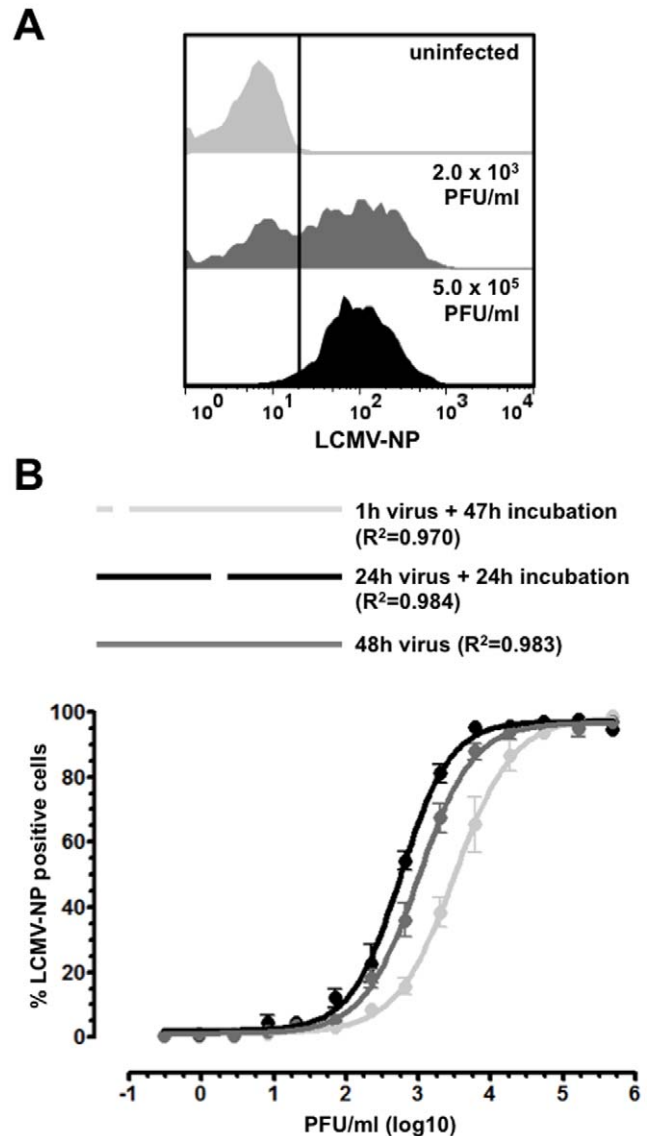 A
uninfected
2.0 x 10³
PFU/ml
5.0 x 10⁵
PFU/ml
10⁰ 10¹ 10² 10³ 10⁴
LCMV-NP
B
1h virus + 47h incubation
(R²=0.970)
24h virus + 24h incubation
(R²=0.984)
48h virus (R²=0.983)
% LCMV-NP positive cells
100
80
60
40
20
0
-1 0 1 2 3 4 5 6
PFU/ml (log10)